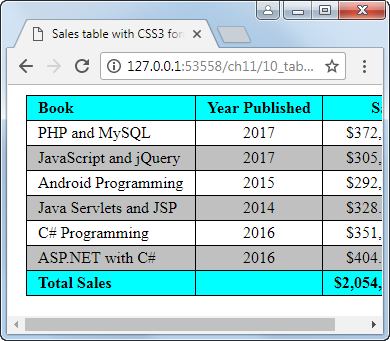 Sales table with CSS3 for
127.0.0.1:53558/ch11/10_tab...
Book Year Published S
PHP and MySQL 2017 $372,
JavaScript and jQuery 2017 $305,
Android Programming 2015 $292,
Java Servlets and JSP 2014 $328.
C# Programming 2016 $351,
ASP.NET with C# 2016 $404.
Total Sales $2,054,